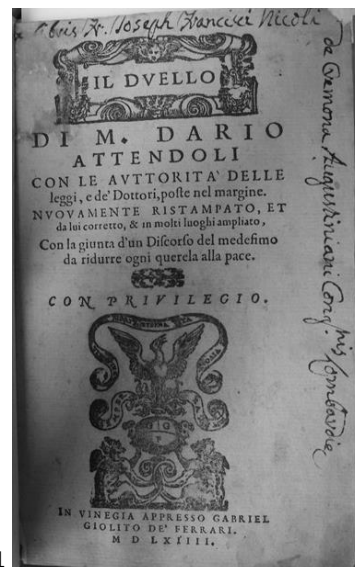 Libris Fr. Joseph Francisci Nicoli
de Cremona Augustiniani Cong.nis Lombardie
IL DVELLO
DI M. DARIO
ATTENDOLI
CON LE AVTTORITA' DELLE
leggi, e de' Dottori, poste nel margine.
NVOVAMENTE RISTAMPATO, ET
da lui corretto, & in molti luoghi ampliato,
Con la giunta d'un Discorso del medesimo
da ridurre ogni querela alla pace.
CON PRIVILEGIO.
IN VINEGIA APPRESSO GABRIEL
GIOLITO DE' FERRARI.
M D LXIIII.